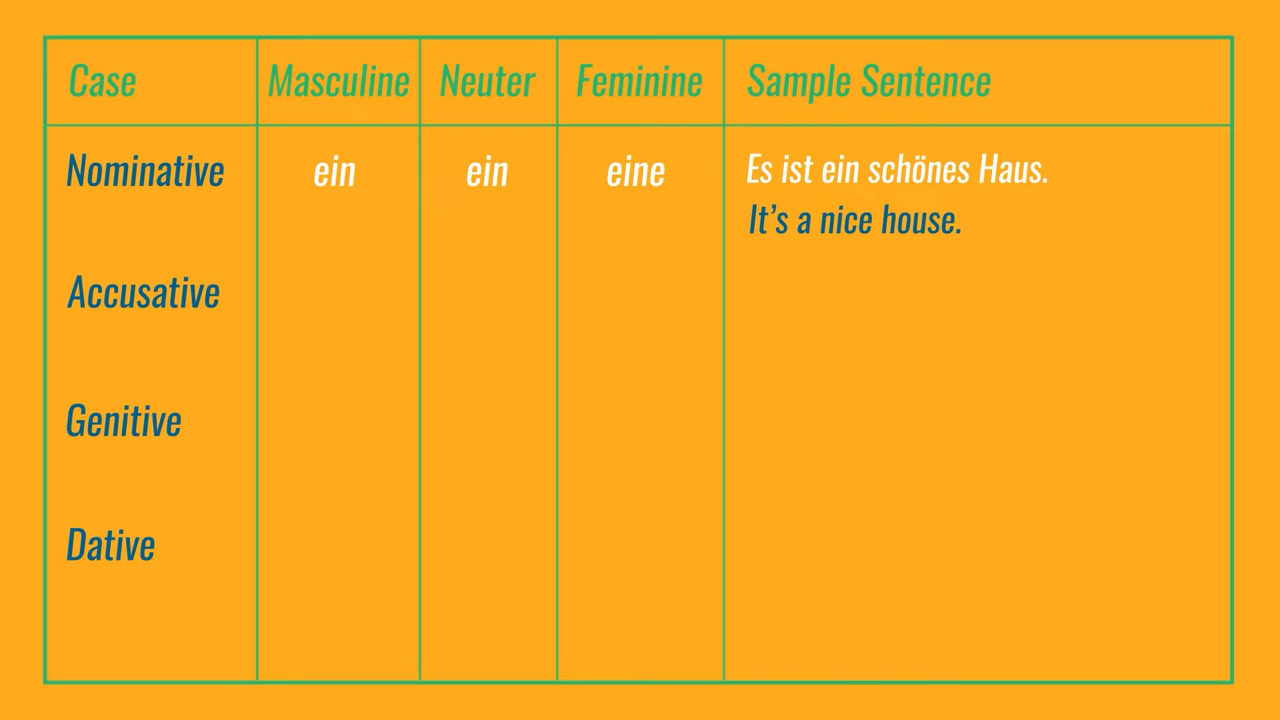 Case Masculine Neuter Feminine Sample Sentence
Nominative ein ein eine Es ist ein schönes Haus.
It's a nice house.
Accusative
Genitive
Dative